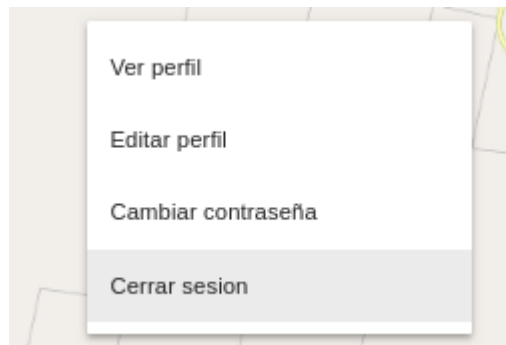 Ver perfil
Editar perfil
Cambiar contraseña
Cerrar sesion